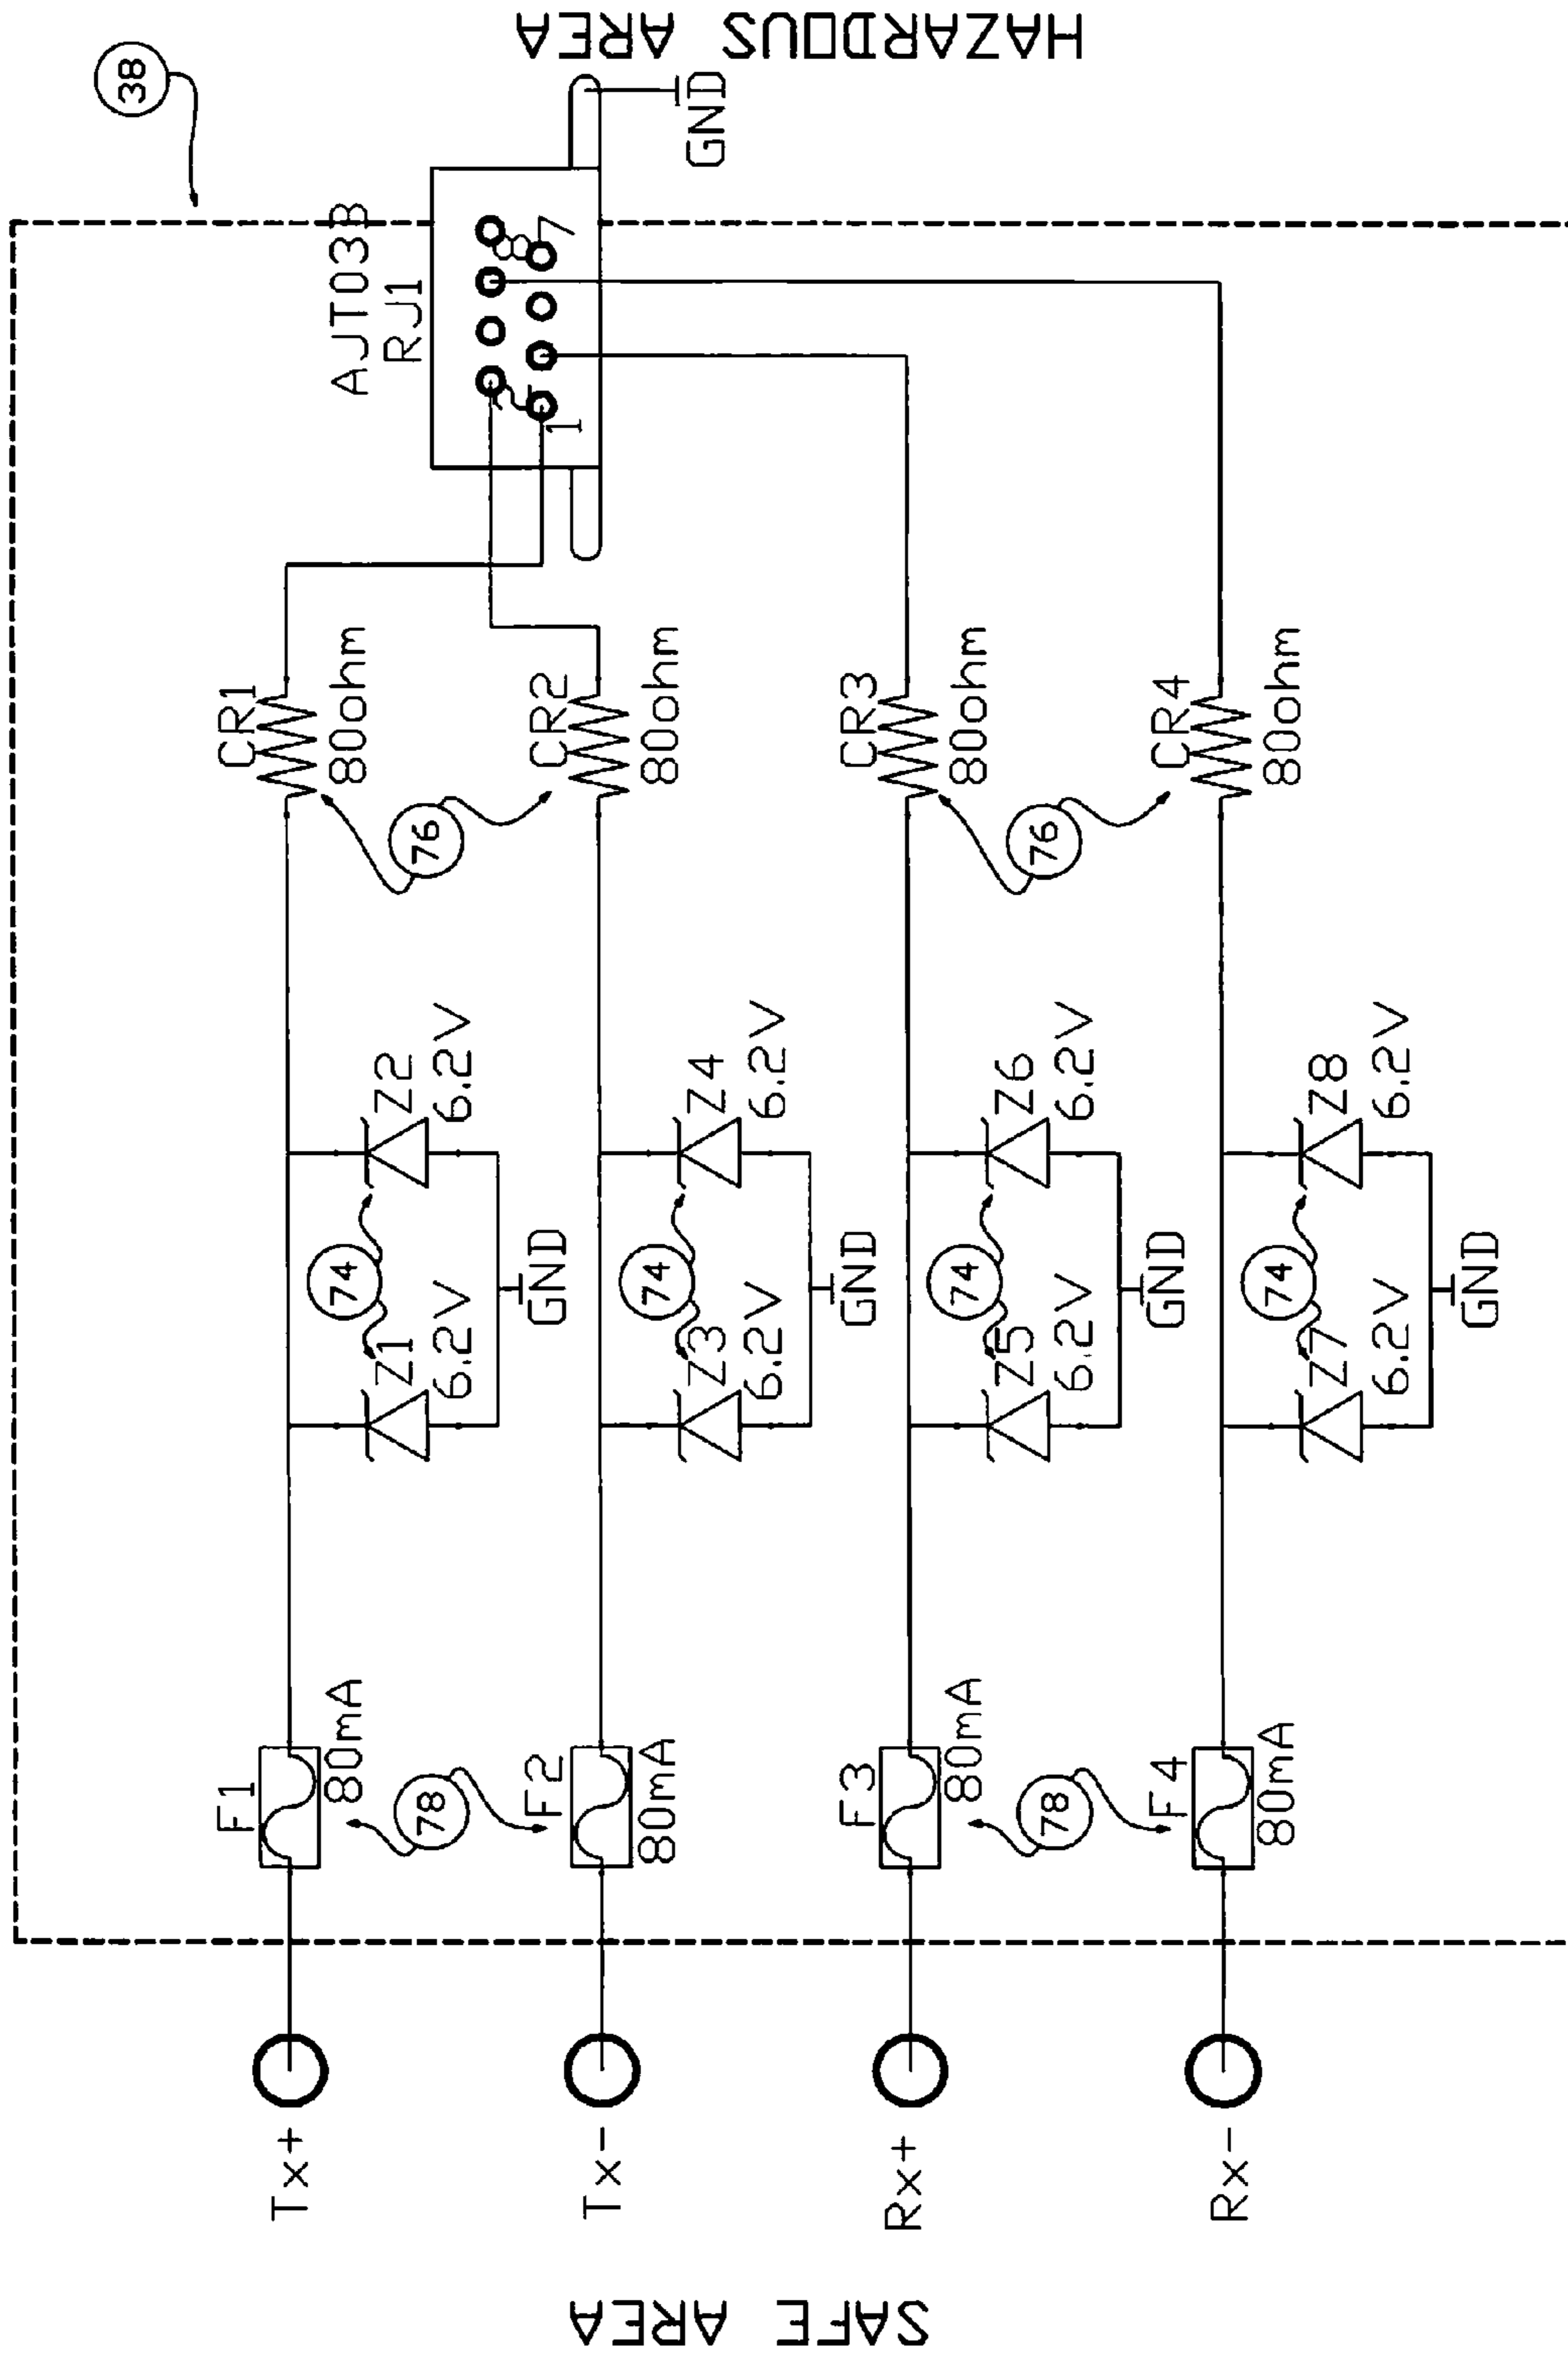 38
HAZARDOUS AREA
SAFE AREA
AJT03B
RJ1
8
7
2
1
GND
Tx+
F1
80mA
Z1
6.2V
74
Z2
6.2V
GND
CR1
80ohm
78
76
Tx-
F2
80mA
Z3
6.2V
74
Z4
6.2V
GND
CR2
80ohm
Rx+
F3
80mA
Z5
6.2V
74
Z6
6.2V
GND
CR3
80ohm
78
76
Rx-
F4
80mA
Z7
6.2V
74
Z8
6.2V
GND
CR4
80ohm